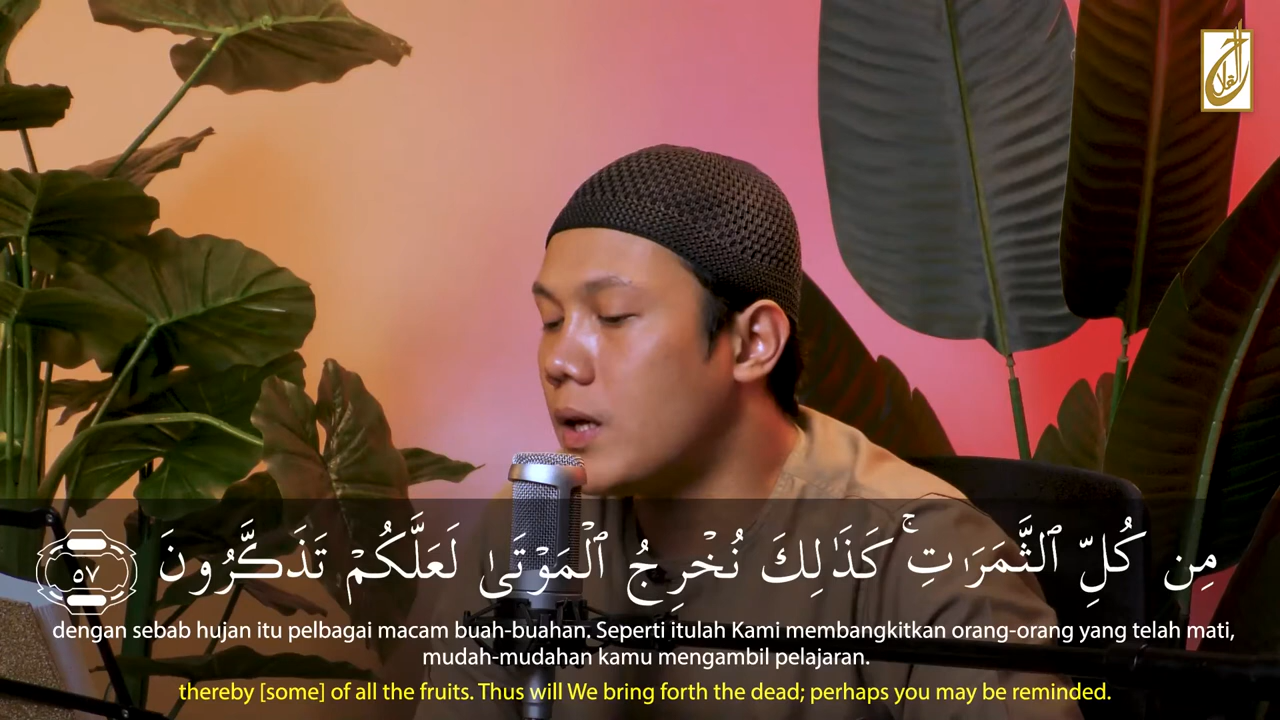 الفلاح
مِن كُلِّ ٱلثَّمَرَٰتِۚ كَذَٰلِكَ نُخْرِجُ ٱلْمَوْتَىٰ لَعَلَّكُمْ تَذَكَّرُونَ ٥٧
dengan sebab hujan itu pelbagai macam buah-buahan. Seperti itulah Kami membangkitkan orang-orang yang telah mati,
mudah-mudahan kamu mengambil pelajaran.
thereby [some] of all the fruits. Thus will We bring forth the dead; perhaps you may be reminded.